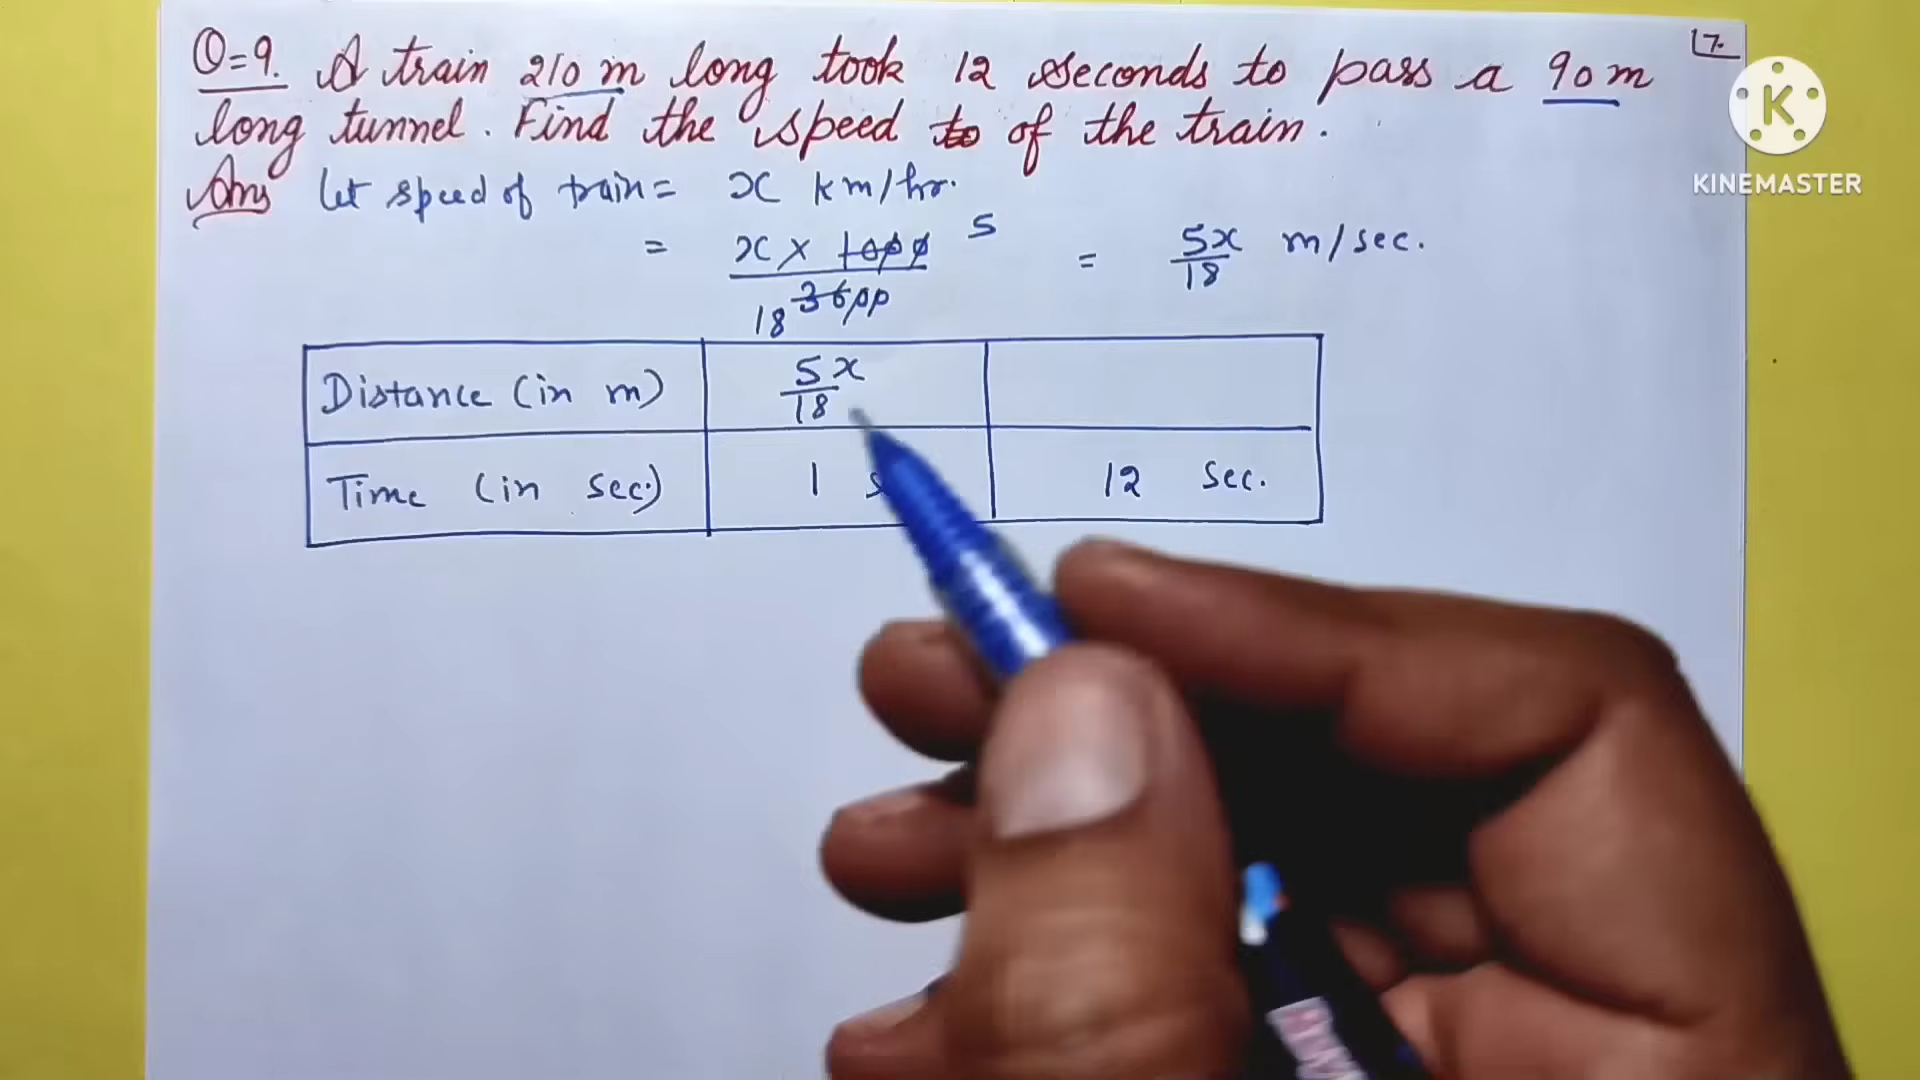 17.
Q=9. A train 210 m long took 12 seconds to pass a 90 m
long tunnel. Find the speed to of the train.
Ans let speed of train = x km/hr.
= x × 1000 5 / 18 3600 = 5x/18 m/sec.
Distance (in m) 5x/18
Time (in sec.) 1 s 12 sec.
K
KINEMASTER